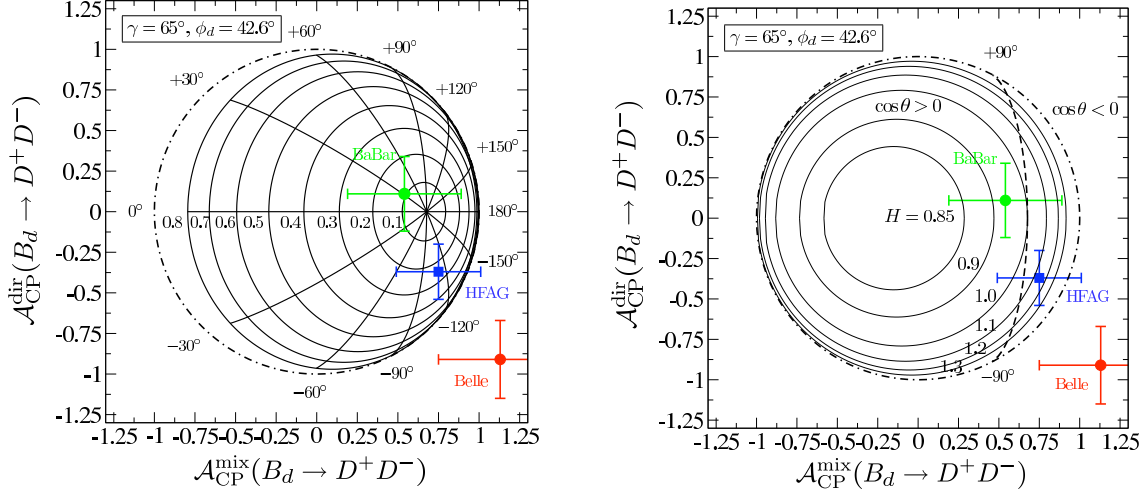 γ = 65°, ϕ_d = 42.6°
+60°
+90°
+30°
+120°
+150°
BaBar
0°
0.8 0.7 0.6 0.5 0.4 0.3 0.2 0.1
180°
−150°
HFAG
−120°
−30°
−90°
−60°
Belle
1.25
1
0.75
0.5
0.25
0
-0.25
-0.5
-0.75
-1
-1.25
-1.25 -1 -0.75 -0.5 -0.25 0 0.25 0.5 0.75 1 1.25
A_CP^dir(B_d → D^+D^−)
A_CP^mix(B_d → D^+D^−)
γ = 65°, ϕ_d = 42.6°
+90°
cos θ > 0
cos θ < 0
BaBar
H = 0.85
0.9
HFAG
1.0
1.1
1.2
1.3
−90°
Belle
1.25
1
0.75
0.5
0.25
0
-0.25
-0.5
-0.75
-1
-1.25
-1.25 -1 -0.75 -0.5 -0.25 0 0.25 0.5 0.75 1 1.25
A_CP^dir(B_d → D^+D^−)
A_CP^mix(B_d → D^+D^−)